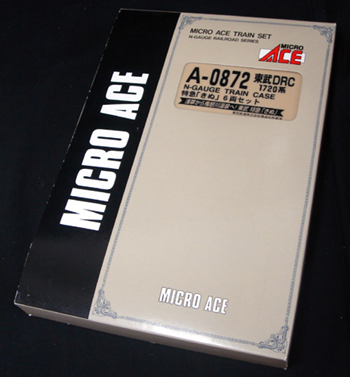 MICRO ACE TRAIN SET
N-GAUGE RAILROAD SERIES
MICRO
ACE
A-0872 東武DRC
1720系
N-GAUGE TRAIN CASE
特急「きぬ」6両セット
MICRO ACE
MICRO ACE